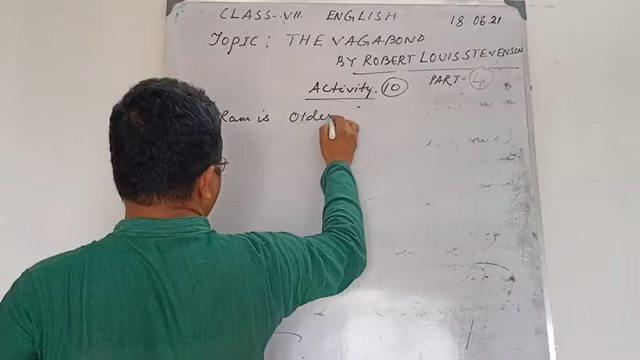 CLASS-VII ENGLISH 18.06.21
Topic: THE VAGABOND
BY ROBERT LOUIS STEVENSON
Activity. 10 PART- 4
Ram is Older